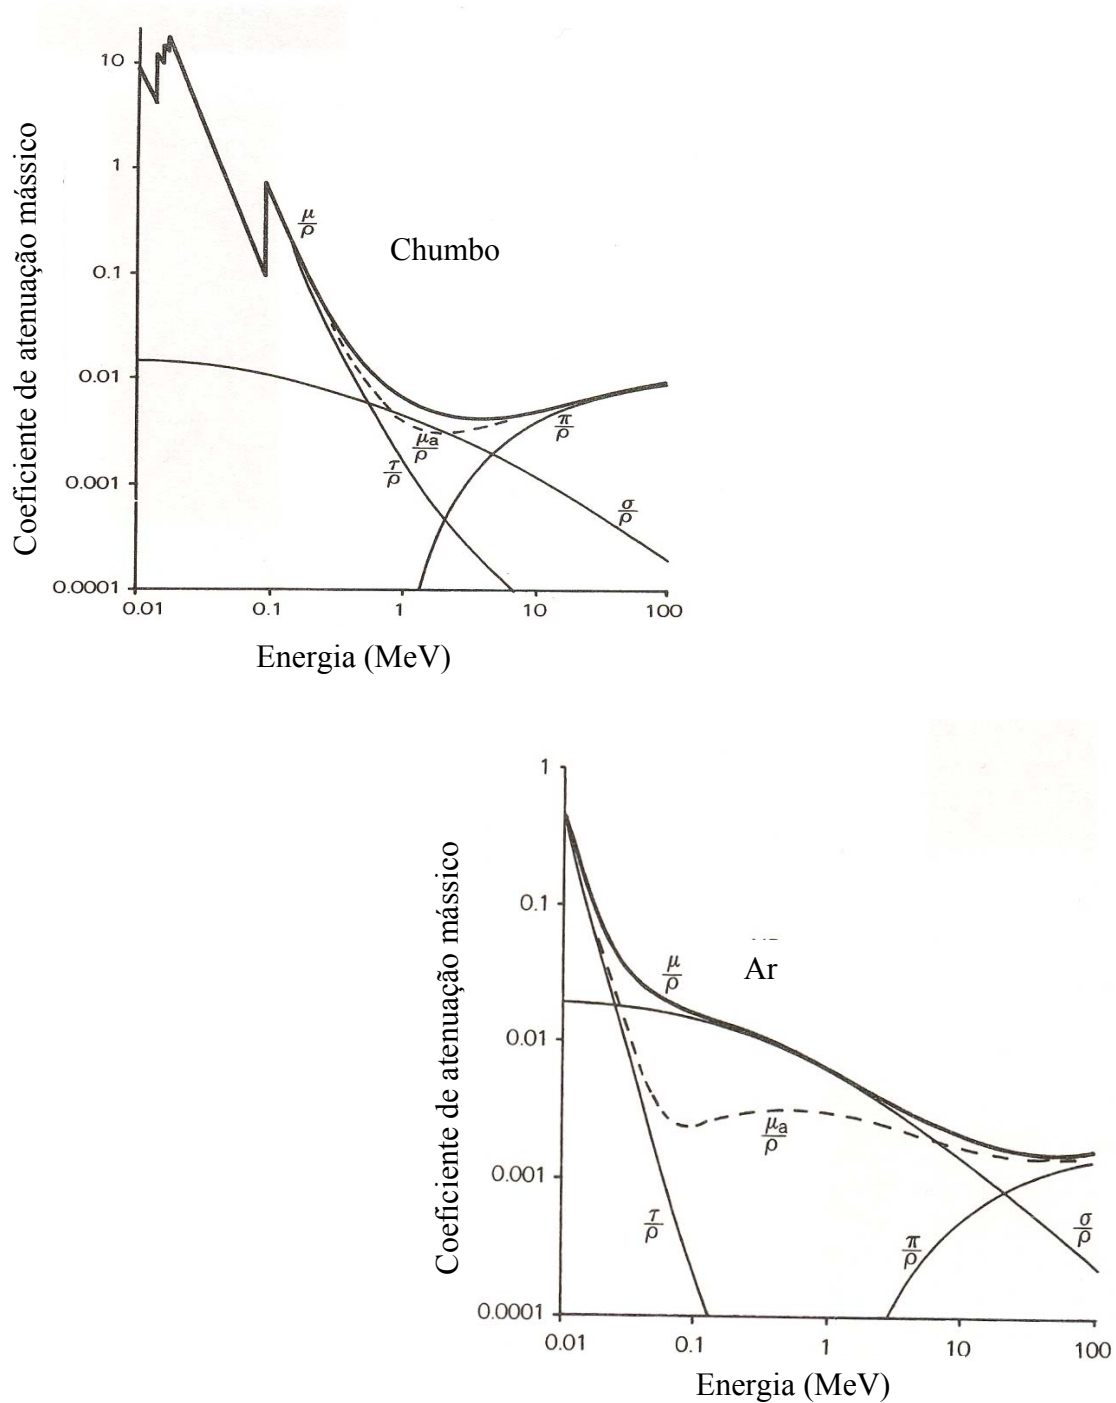 Coeficiente de atenuação mássico
10
1
0.1
0.01
0.001
0.0001
μ/ρ
Chumbo
μa/ρ
τ/ρ
π/ρ
σ/ρ
0.01 0.1 1 10 100
Energia (MeV)
Coeficiente de atenuação mássico
1
0.1
0.01
0.001
0.0001
μ/ρ
Ar
μa/ρ
τ/ρ
π/ρ
σ/ρ
0.01 0.1 1 10 100
Energia (MeV)